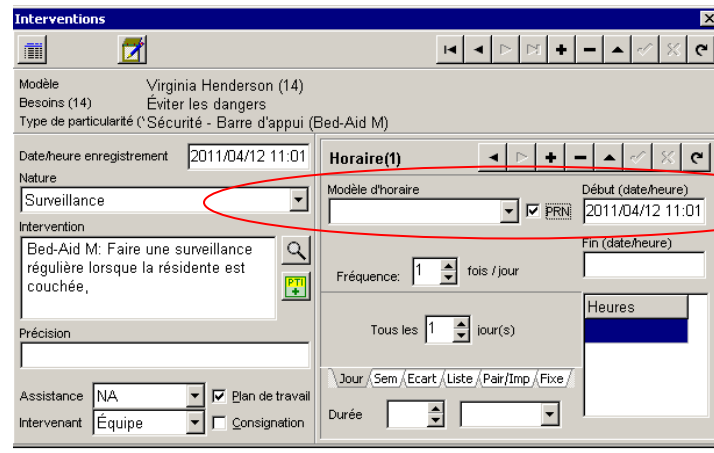 Interventions
Modèle Virginia Henderson (14)
Besoins (14) Éviter les dangers
Type de particularité (' Sécurité - Barre d'appui (Bed-Aid M)
Date/heure enregistrement 2011/04/12 11:01
Nature
Surveillance
Intervention
Bed-Aid M: Faire une surveillance
régulière lorsque la résidente est
couchée,
PTI
Précision
Assistance NA Plan de travail
Intervenant Équipe Consignation
Horaire(1)
Modèle d'horaire
PRN
Début (date/heure)
2011/04/12 11:01
Fin (date/heure)
Fréquence: 1 fois / jour
Heures
Tous les 1 jour(s)
Jour Sem Ecart Liste Pair/Imp Fixe
Durée